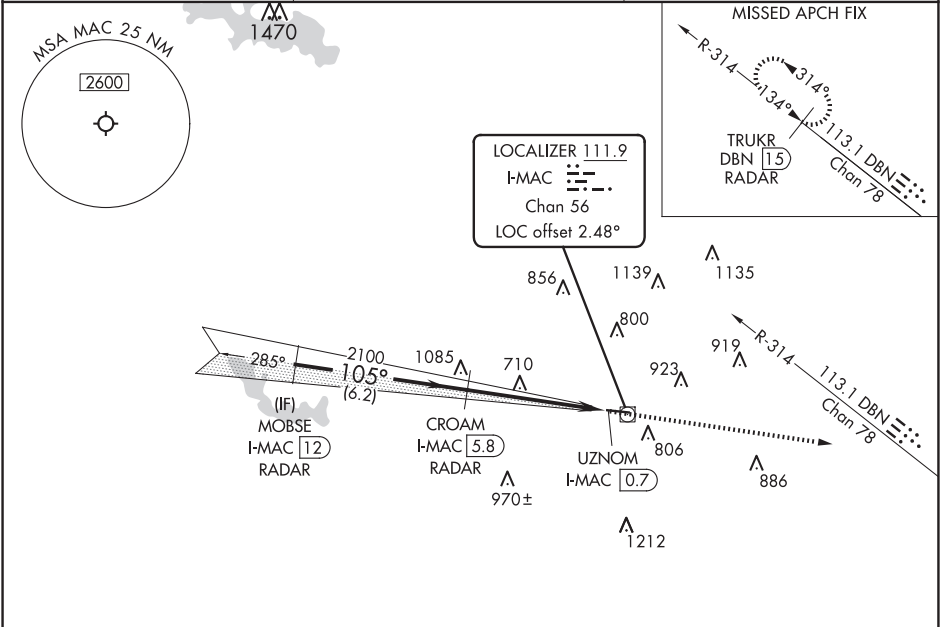 1470
MSA MAC 25 NM
2600
MISSED APCH FIX
R-314
314°
134°
TRUKR
DBN 15
RADAR
113.1 DBN
Chan 78
LOCALIZER 111.9
I-MAC
Chan 56
LOC offset 2.48°
856
1139
1135
800
R-314
919
923
113.1 DBN
Chan 78
285°
2100
105°
(6.2)
1085
710
(IF)
MOBSE
I-MAC 12
RADAR
CROAM
I-MAC 5.8
RADAR
970±
UZNOM
I-MAC 0.7
806
886
1212